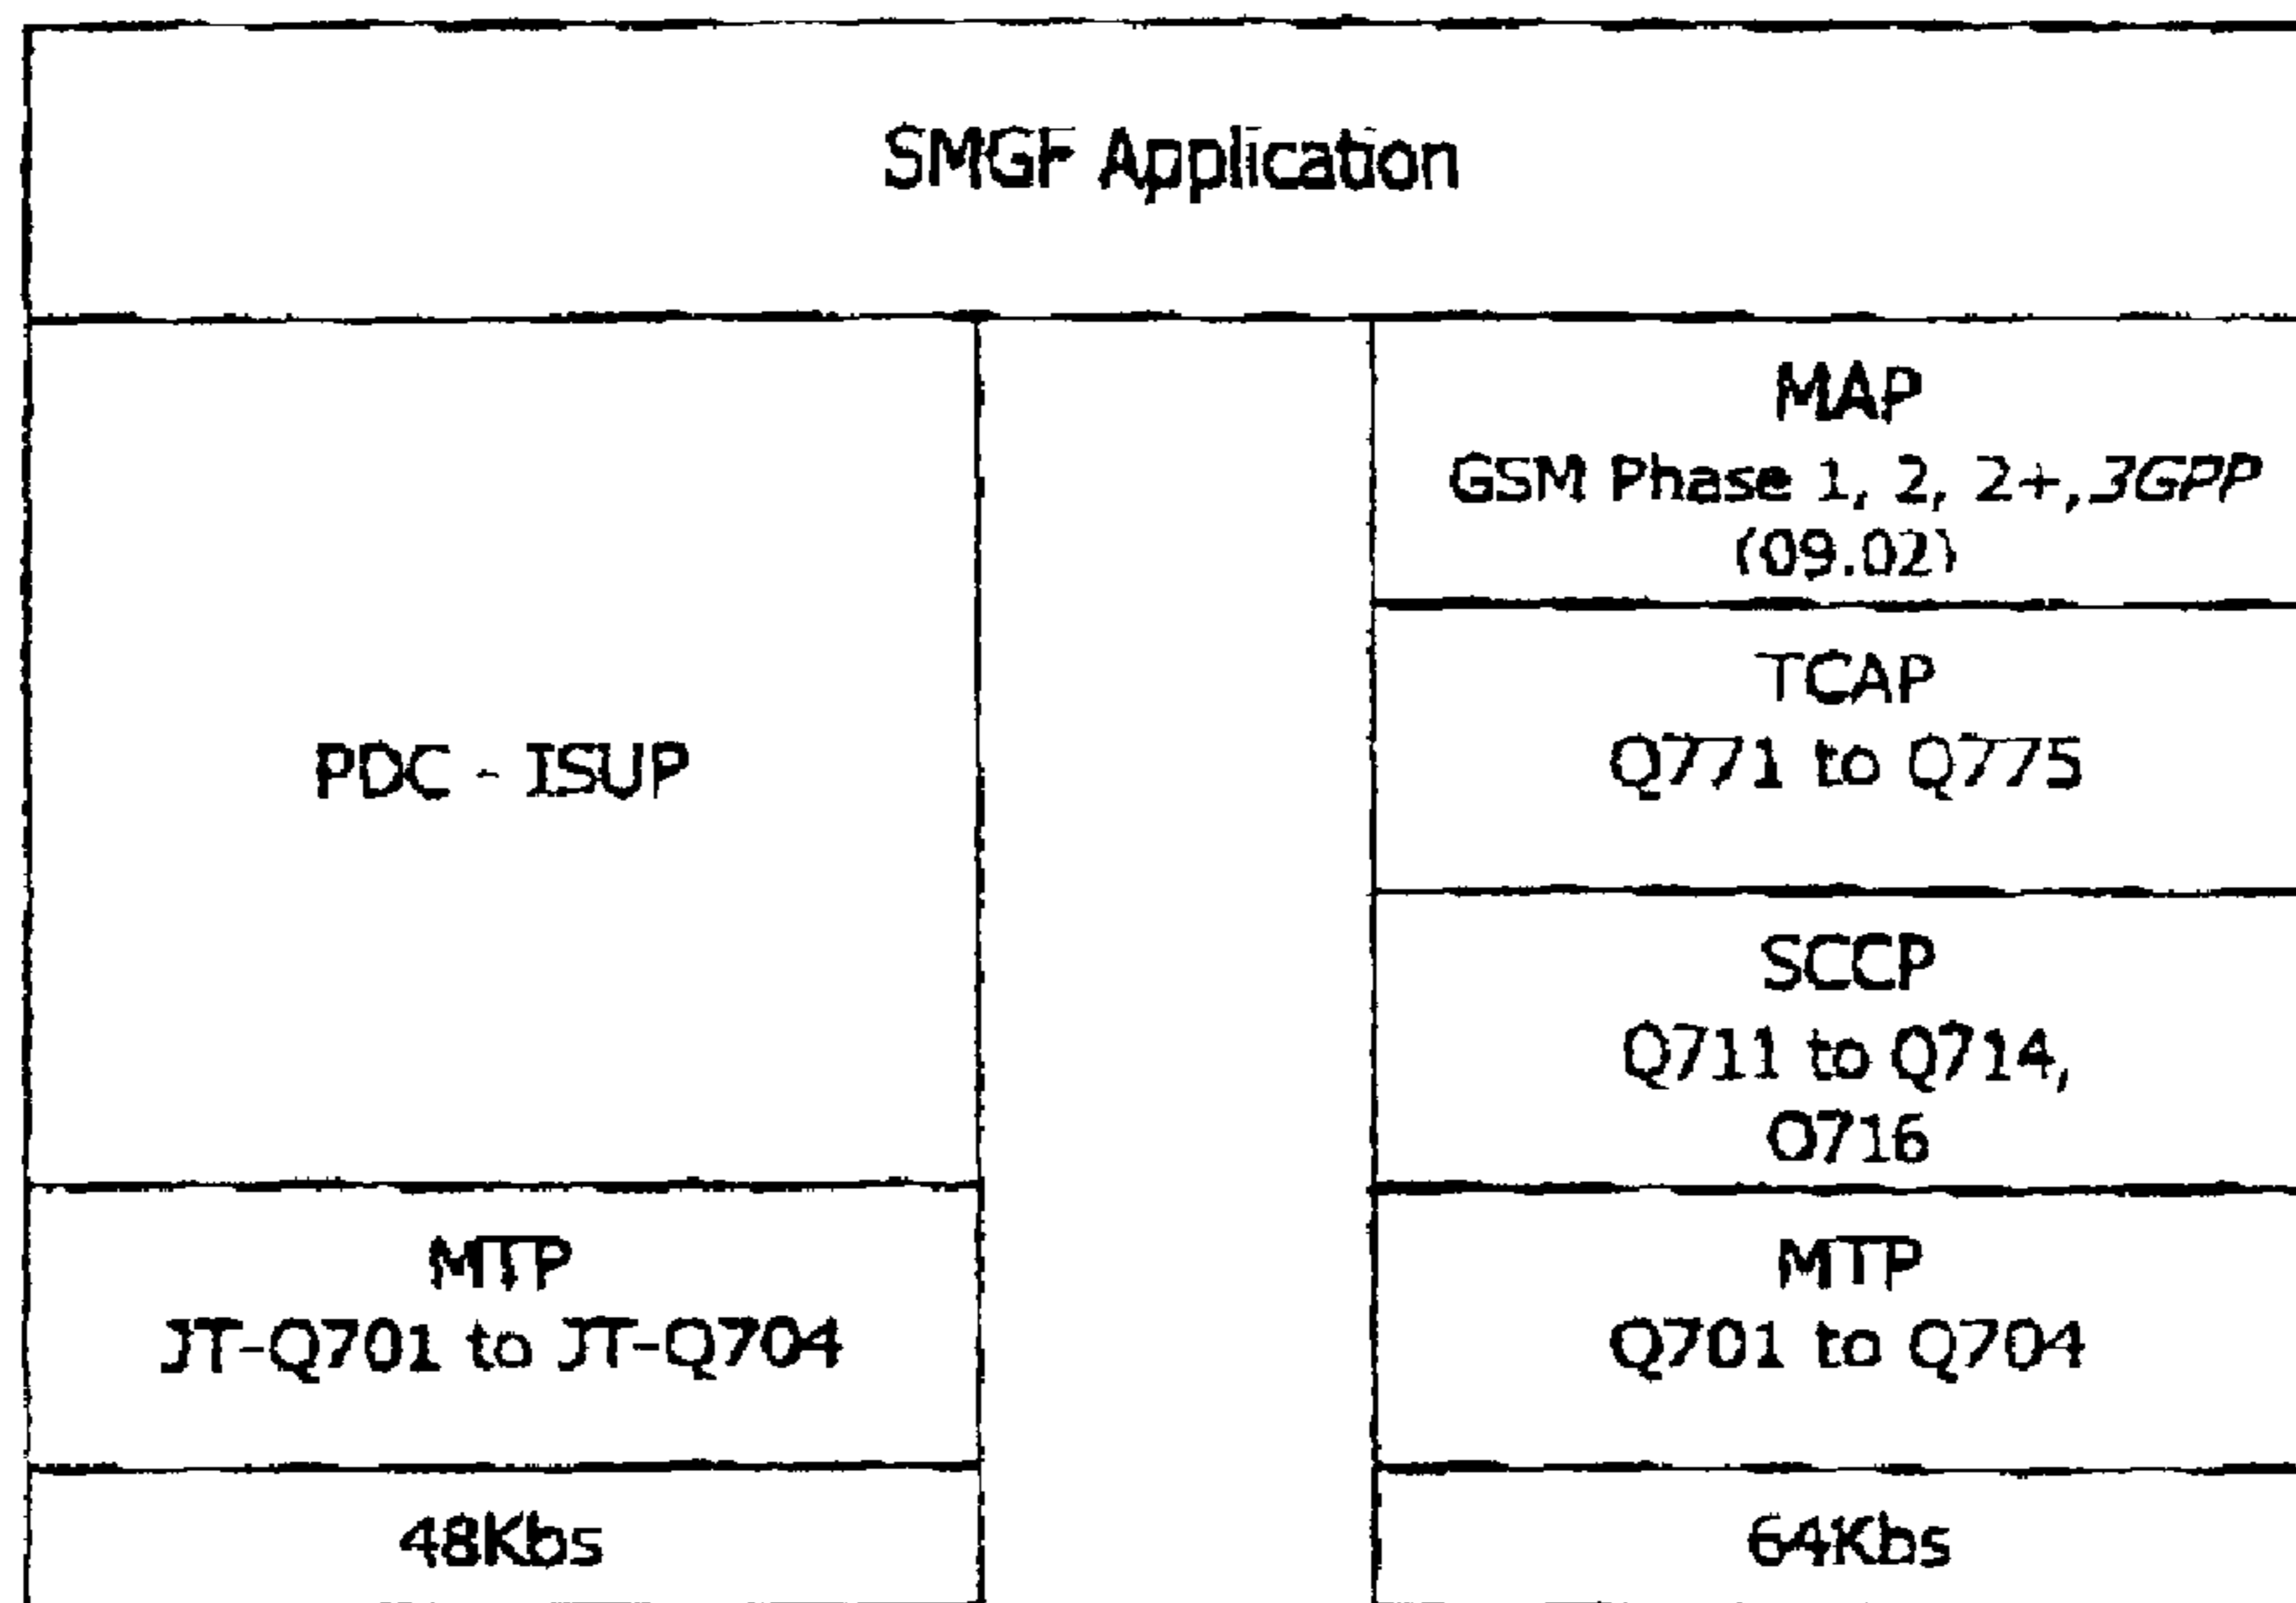 SMGF Application
PDC - ISUP
MTP
JT-Q701 to JT-Q704
48Kbs
MAP
GSM Phase 1, 2, 2+,3GPP
(09.02)
TCAP
Q771 to Q775
SCCP
Q711 to Q714,
Q716
MTP
Q701 to Q704
64Kbs